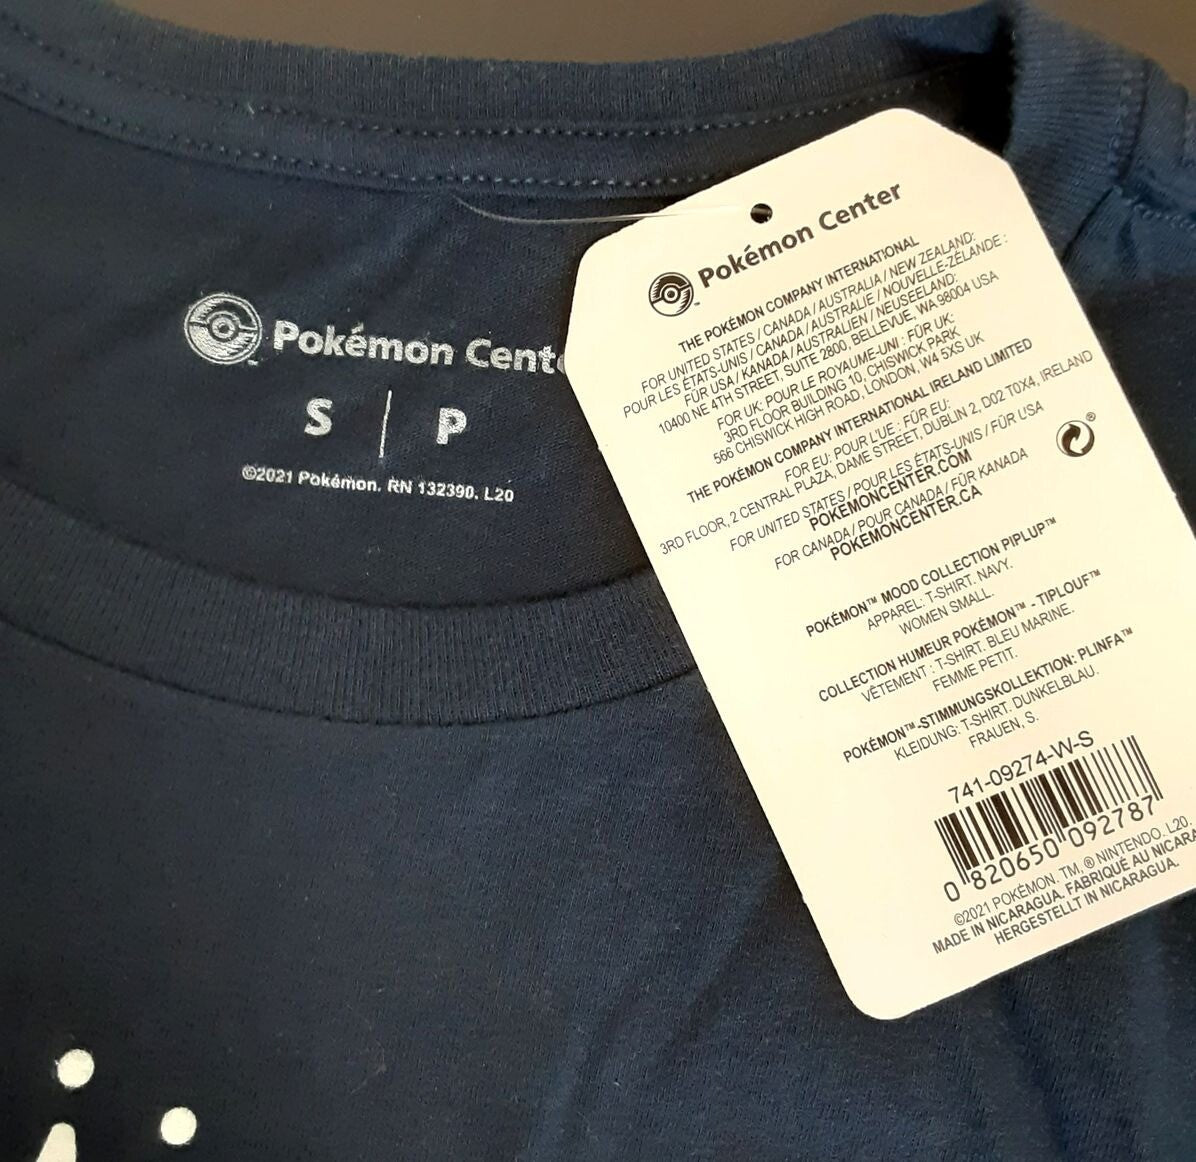 Pokémon Cent
S | P
©2021 Pokémon. RN 132390. L20
Pokémon Center
™
THE POKÉMON COMPANY INTERNATIONAL
FOR UNITED STATES / CANADA / AUSTRALIA / NEW ZEALAND:
POUR LES ÉTATS-UNIS / CANADA / AUSTRALIE / NOUVELLE-ZÉLANDE :
FÜR USA / KANADA / AUSTRALIEN / NEUSEELAND:
10400 NE 4TH STREET, SUITE 2800, BELLEVUE, WA 98004 USA
FOR UK: POUR LE ROYAUME-UNI : FÜR UK:
3RD FLOOR BUILDING 10, CHISWICK PARK
566 CHISWICK HIGH ROAD, LONDON, W4 5XS UK
THE POKÉMON COMPANY INTERNATIONAL IRELAND LIMITED
FOR EU: POUR L'UE : FÜR EU:
3RD FLOOR, 2 CENTRAL PLAZA, DAME STREET, DUBLIN 2, D02 T0X4, IRELAND
FOR UNITED STATES / POUR LES ÉTATS-UNIS / FÜR USA
POKEMONCENTER.COM
FOR CANADA / POUR CANADA / FÜR KANADA
POKEMONCENTER.CA
®
POKÉMON™ MOOD COLLECTION PIPLUP™
APPAREL: T-SHIRT. NAVY.
WOMEN SMALL.
COLLECTION HUMEUR POKÉMON™ - TIPLOUF™
VÊTEMENT : T-SHIRT. BLEU MARINE.
FEMME PETIT.
POKÉMON™-STIMMUNGSKOLLEKTION: PLINFA™
KLEIDUNG: T-SHIRT. DUNKELBLAU.
FRAUEN, S.
741-09274-W-S
0 820650 092787
©2021 POKÉMON. TM, ® NINTENDO. L20.
MADE IN NICARAGUA. FABRIQUÉ AU NICARA
HERGESTELLT IN NICARAGUA.